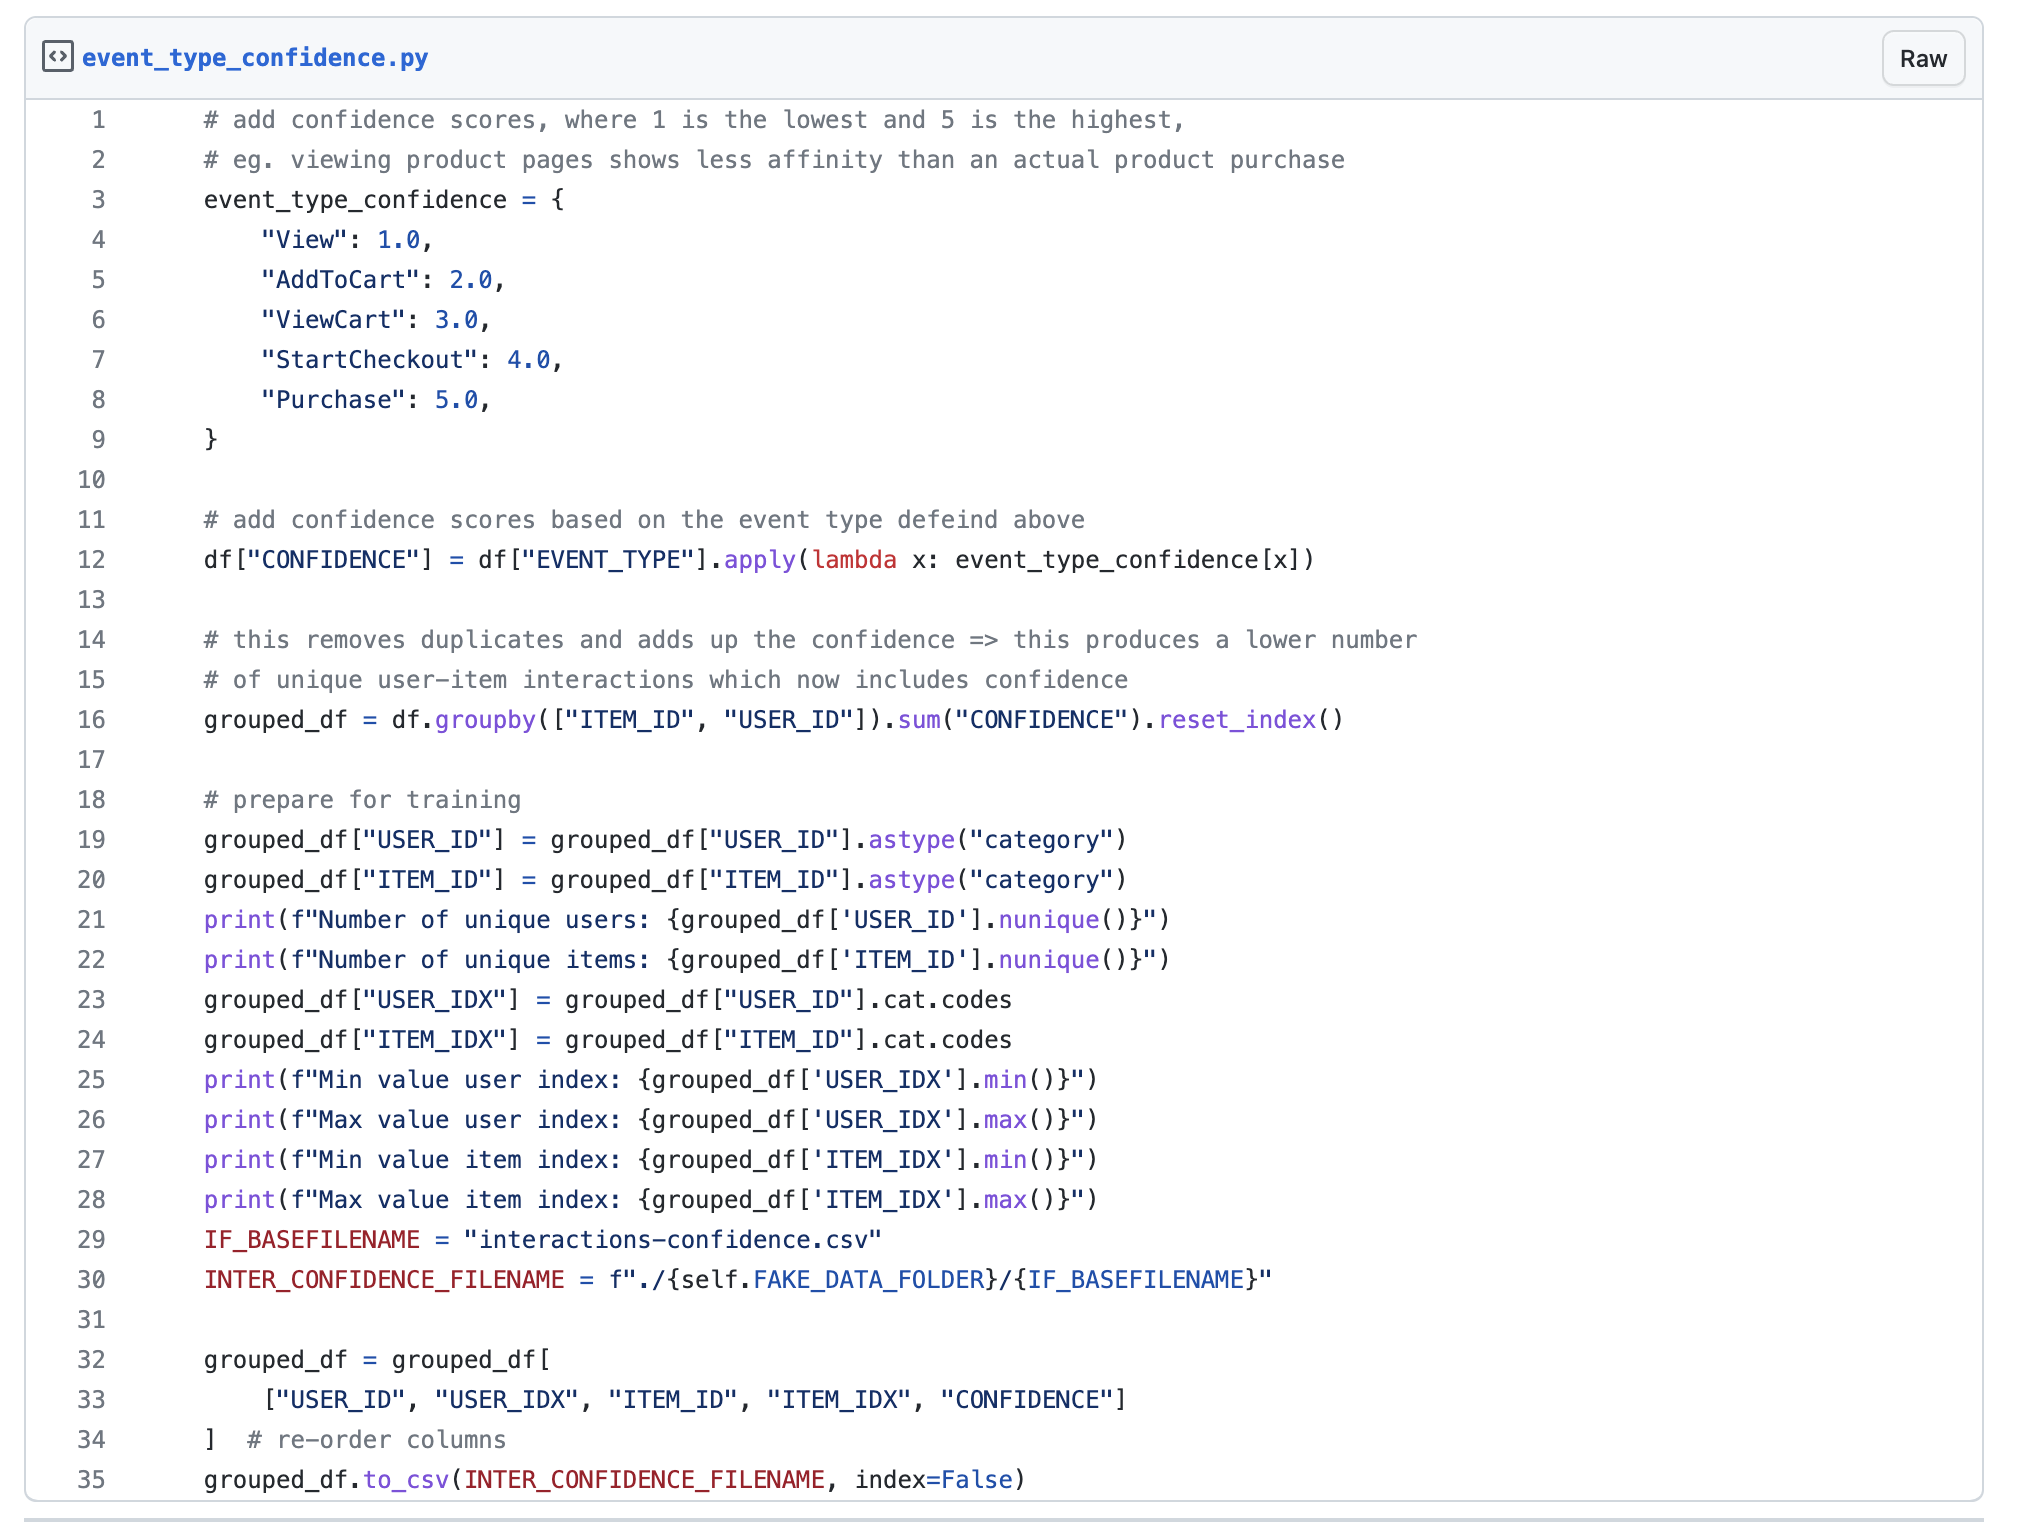 event_type_confidence.py
Raw
1 # add confidence scores, where 1 is the lowest and 5 is the highest,
2 # eg. viewing product pages shows less affinity than an actual product purchase
3 event_type_confidence = {
4     "View": 1.0,
5     "AddToCart": 2.0,
6     "ViewCart": 3.0,
7     "StartCheckout": 4.0,
8     "Purchase": 5.0,
9 }
10
11 # add confidence scores based on the event type defeind above
12 df["CONFIDENCE"] = df["EVENT_TYPE"].apply(lambda x: event_type_confidence[x])
13
14 # this removes duplicates and adds up the confidence => this produces a lower number
15 # of unique user-item interactions which now includes confidence
16 grouped_df = df.groupby(["ITEM_ID", "USER_ID"]).sum("CONFIDENCE").reset_index()
17
18 # prepare for training
19 grouped_df["USER_ID"] = grouped_df["USER_ID"].astype("category")
20 grouped_df["ITEM_ID"] = grouped_df["ITEM_ID"].astype("category")
21 print(f"Number of unique users: {grouped_df['USER_ID'].nunique()}")
22 print(f"Number of unique items: {grouped_df['ITEM_ID'].nunique()}")
23 grouped_df["USER_IDX"] = grouped_df["USER_ID"].cat.codes
24 grouped_df["ITEM_IDX"] = grouped_df["ITEM_ID"].cat.codes
25 print(f"Min value user index: {grouped_df['USER_IDX'].min()}")
26 print(f"Max value user index: {grouped_df['USER_IDX'].max()}")
27 print(f"Min value item index: {grouped_df['ITEM_IDX'].min()}")
28 print(f"Max value item index: {grouped_df['ITEM_IDX'].max()}")
29 IF_BASEFILENAME = "interactions-confidence.csv"
30 INTER_CONFIDENCE_FILENAME = f"./{self.FAKE_DATA_FOLDER}/{IF_BASEFILENAME}"
31
32 grouped_df = grouped_df[
33     ["USER_ID", "USER_IDX", "ITEM_ID", "ITEM_IDX", "CONFIDENCE"]
34 ]  # re-order columns
35 grouped_df.to_csv(INTER_CONFIDENCE_FILENAME, index=False)